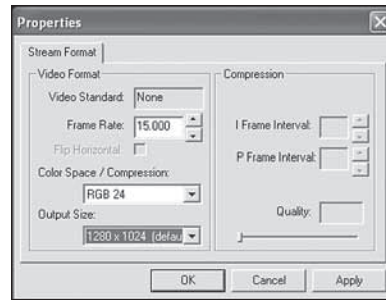 Properties
Stream Format
Video Format
Video Standard: None
Frame Rate: 15.000
Flip Horizontal:
Color Space / Compression:
RGB 24
Output Size:
1280 x 1024 (defau
Compression
I Frame Interval:
P Frame Interval:
Quality:
OK
Cancel
Apply